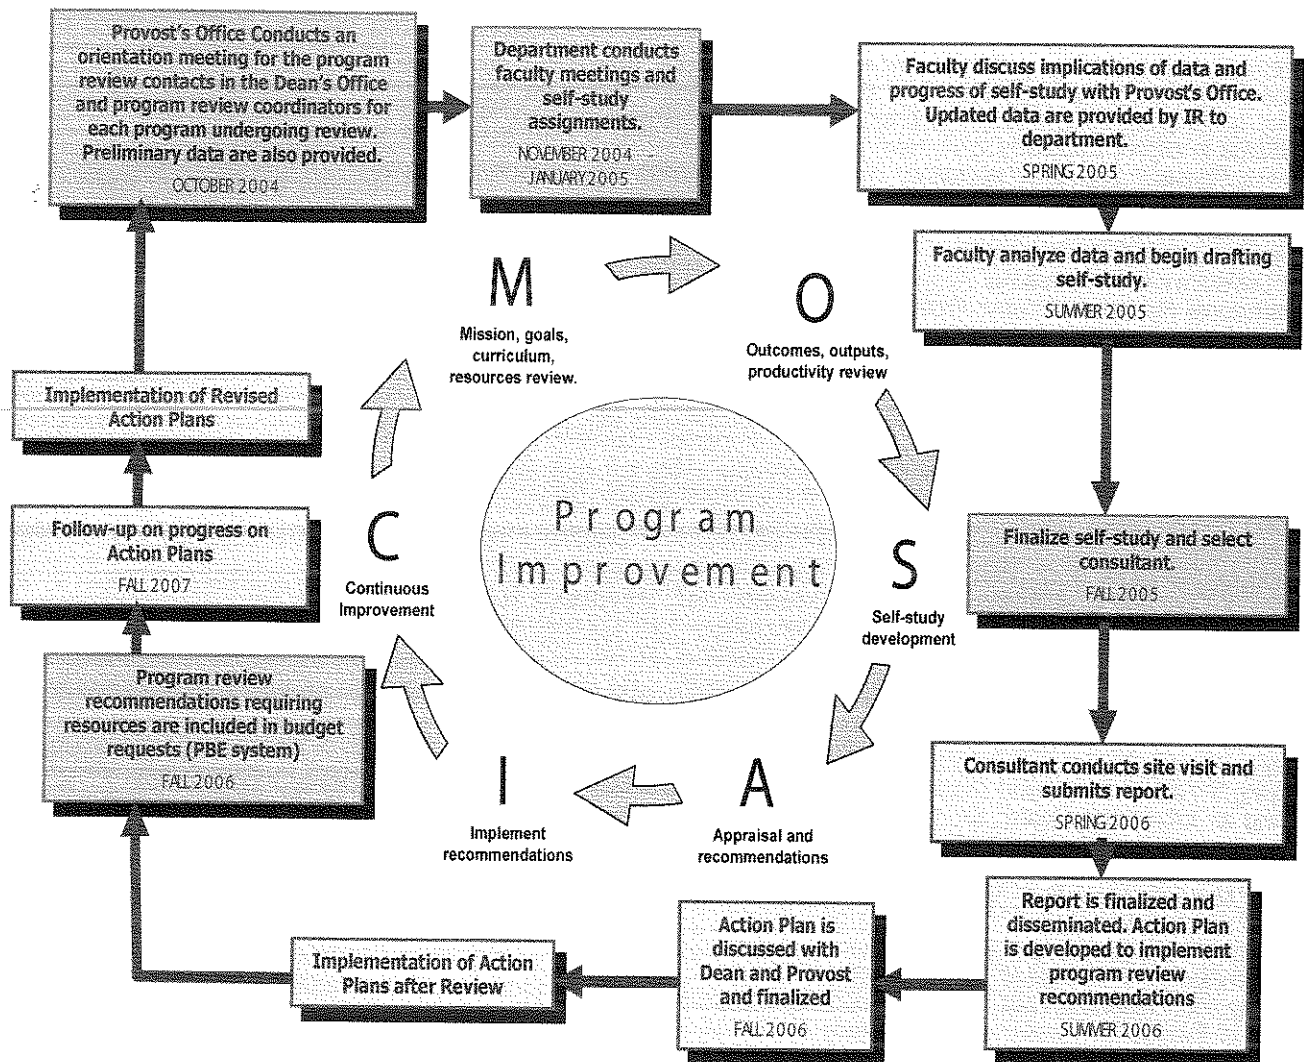 Provost's Office Conducts an
orientation meeting for the program
review contacts in the Dean's Office
and program review coordinators for
each program undergoing review.
Preliminary data are also provided.
OCTOBER 2004
Department conducts
faculty meetings and
self-study
assignments.
NOVEMBER 2004 -
JANUARY 2005
Faculty discuss implications of data and
progress of self-study with Provost's Office.
Updated data are provided by IR to
department.
SPRING 2005
Faculty analyze data and begin drafting
self-study.
SUMMER 2005
Finalize self-study and select
consultant.
FALL 2005
Consultant conducts site visit and
submits report.
SPRING 2006
Report is finalized and
disseminated. Action Plan
is developed to implement
program review
recommendations
SUMMER 2006
Action Plan is
discussed with
Dean and Provost
and finalized
FALL 2006
Implementation of Action
Plans after Review
Program review
recommendations requiring
resources are included in budget
requests (PBE system)
FALL 2006
Follow-up on progress on
Action Plans
FALL 2007
Implementation of Revised
Action Plans
M
Mission, goals,
curriculum,
resources review.
O
Outcomes, outputs,
productivity review
S
Self-study
development
A
Appraisal and
recommendations
I
Implement
recommendations
C
Continuous
Improvement
Program
Improvement